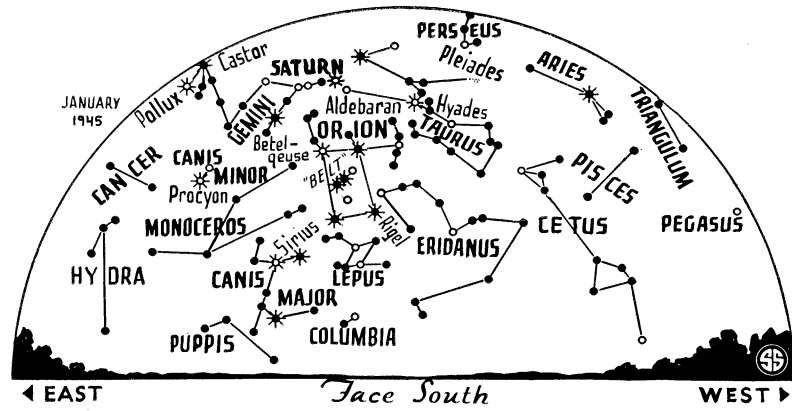 PERSEUS
Castor
Pleiades
SATURN
ARIES
Pollux
JANUARY
1945
GEMINI
Aldebaran
Hyades
TRIANGULUM
ORION
TAURUS
Betel-
geuse
CANCER
CANIS
MINOR
"BELT"
PISCES
Procyon
MONOCEROS
Sirius
Rigel
ERIDANUS
CETUS
PEGASUS
HYDRA
CANIS
MAJOR
LEPUS
PUPPIS
COLUMBIA
SS
EAST
Face South
WEST